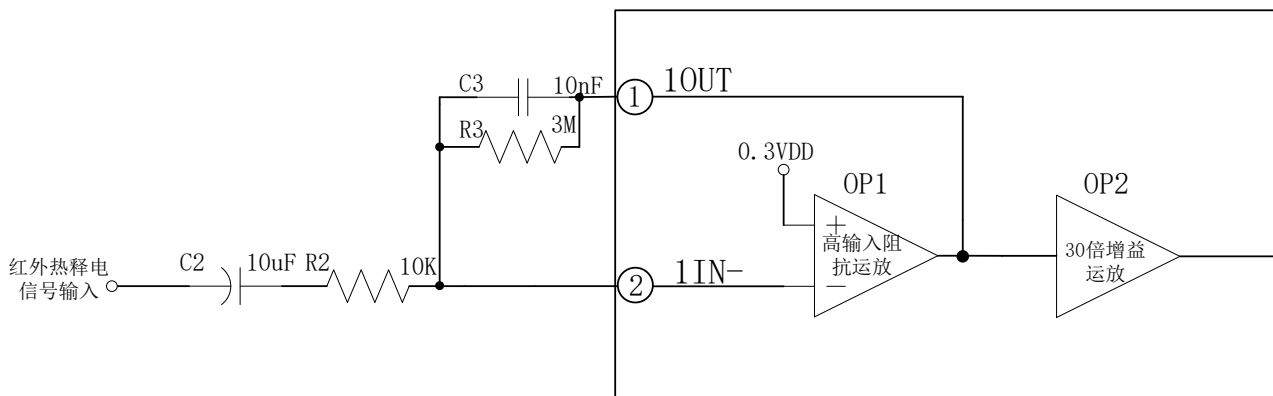 C3 10nF
1 1OUT
R3 3M
0.3VDD
OP1
OP2
+
高输入阻
抗运放
30倍增益
运放
红外热释电
信号输入
C2 10uF R2 10K
2 1IN-
−